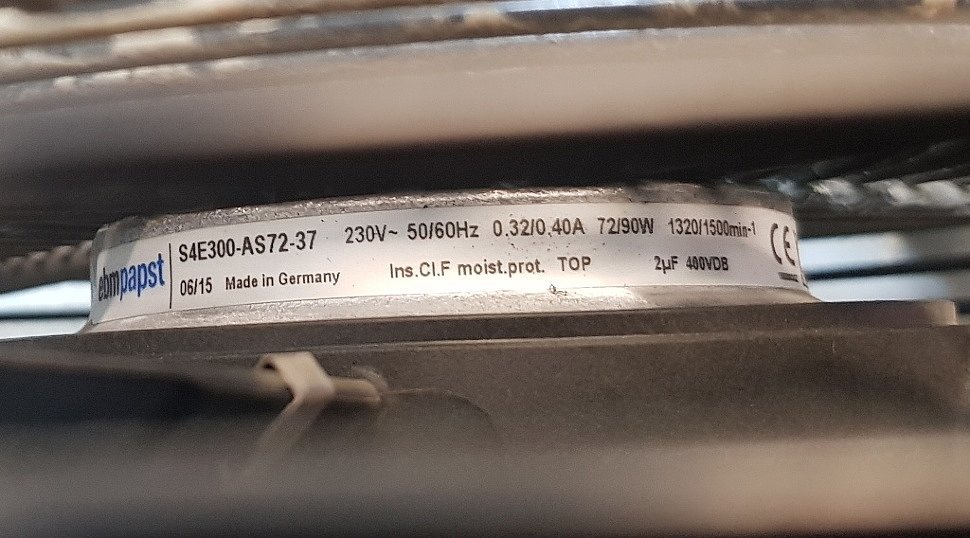 ebmpapst
S4E300-AS72-37 230V~ 50/60Hz 0.32/0.40A 72/90W 1320/1500min-1 CE
06/15 Made in Germany Ins.Cl.F moist.prot. TOP 2µF 400VDB